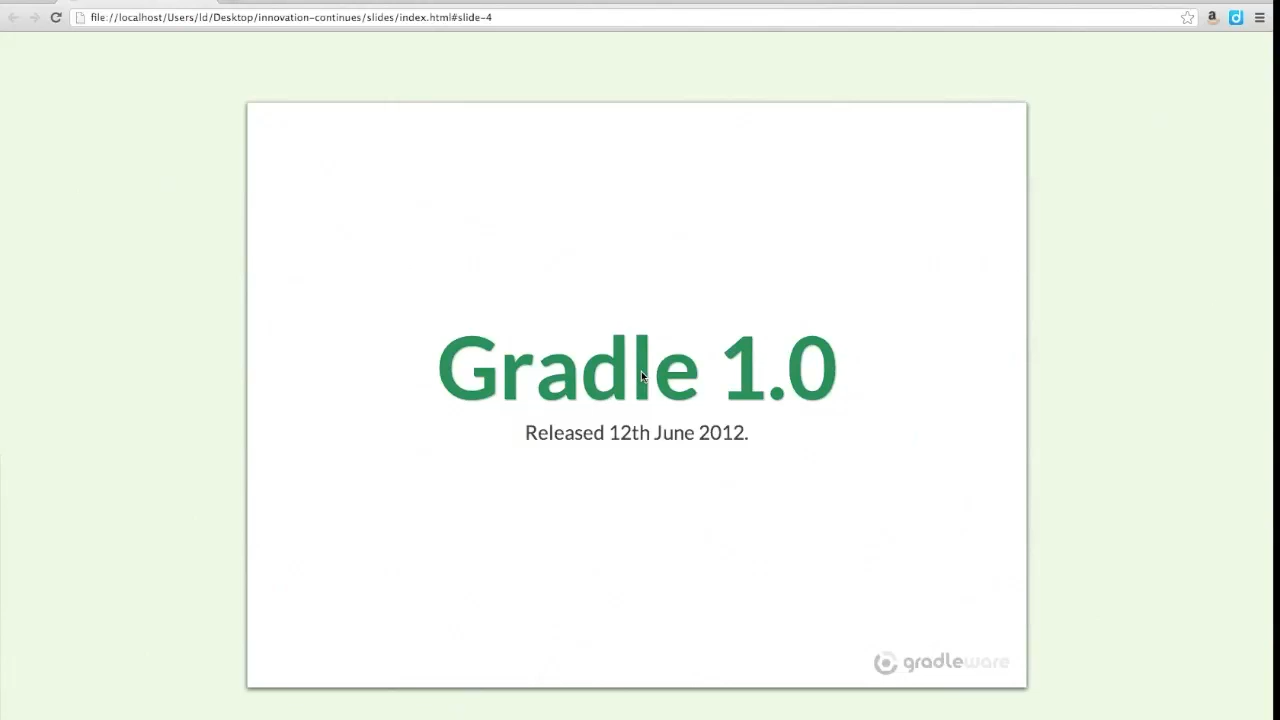 file://localhost/Users/ld/Desktop/innovation-continues/slides/index.html#slide-4
Gradle 1.0
Released 12th June 2012.
gradleware